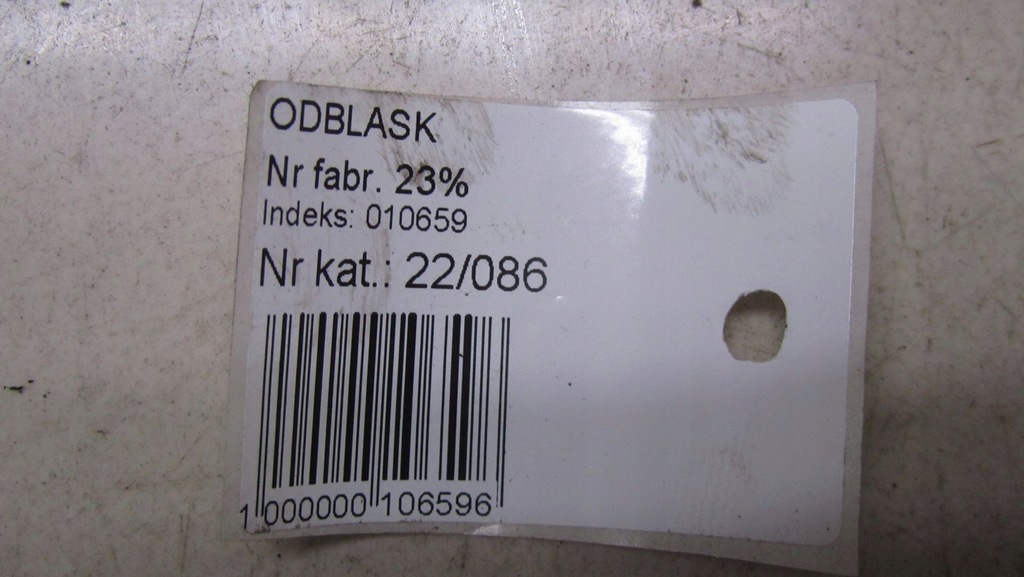 ODBLASK
Nr fabr. 23%
Indeks: 010659
Nr kat.: 22/086
1 000000 106596